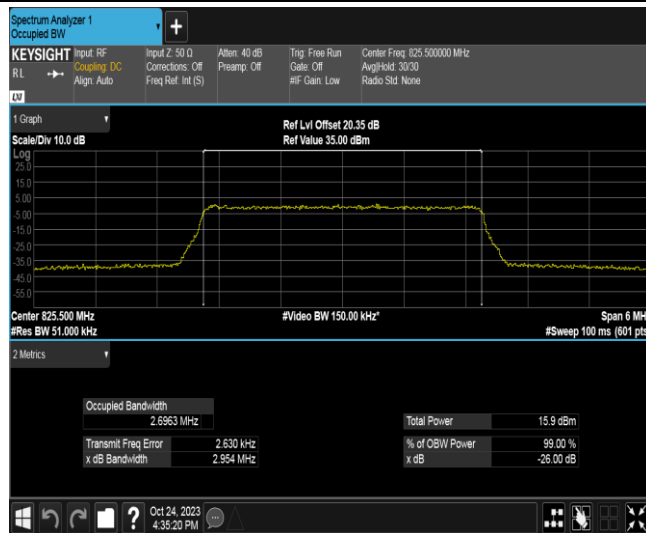 Spectrum Analyzer 1
Occupied BW
+
KEYSIGHT
RL
Input: RF
Coupling: DC
Align: Auto
Input Z: 50 Ω
Corrections: Off
Freq Ref: Int (S)
Atten: 40 dB
Preamp: Off
Trig: Free Run
Gate: Off
#IF Gain: Low
Center Freq: 825.500000 MHz
Avg|Hold: 30/30
Radio Std: None
1 Graph
Scale/Div 10.0 dB
Ref Lvl Offset 20.35 dB
Ref Value 35.00 dBm
Log
25.0
15.0
5.00
-5.00
-15.0
-25.0
-35.0
-45.0
-55.0
Center 825.500 MHz
#Res BW 51.000 kHz
#Video BW 150.00 kHz*
Span 6 MH
#Sweep 100 ms (601 pts
2 Metrics
Occupied Bandwidth
2.6963 MHz
Transmit Freq Error 2.630 kHz
x dB Bandwidth 2.954 MHz
Total Power 15.9 dBm
% of OBW Power 99.00 %
x dB -26.00 dB
?
Oct 24, 2023
4:35:20 PM